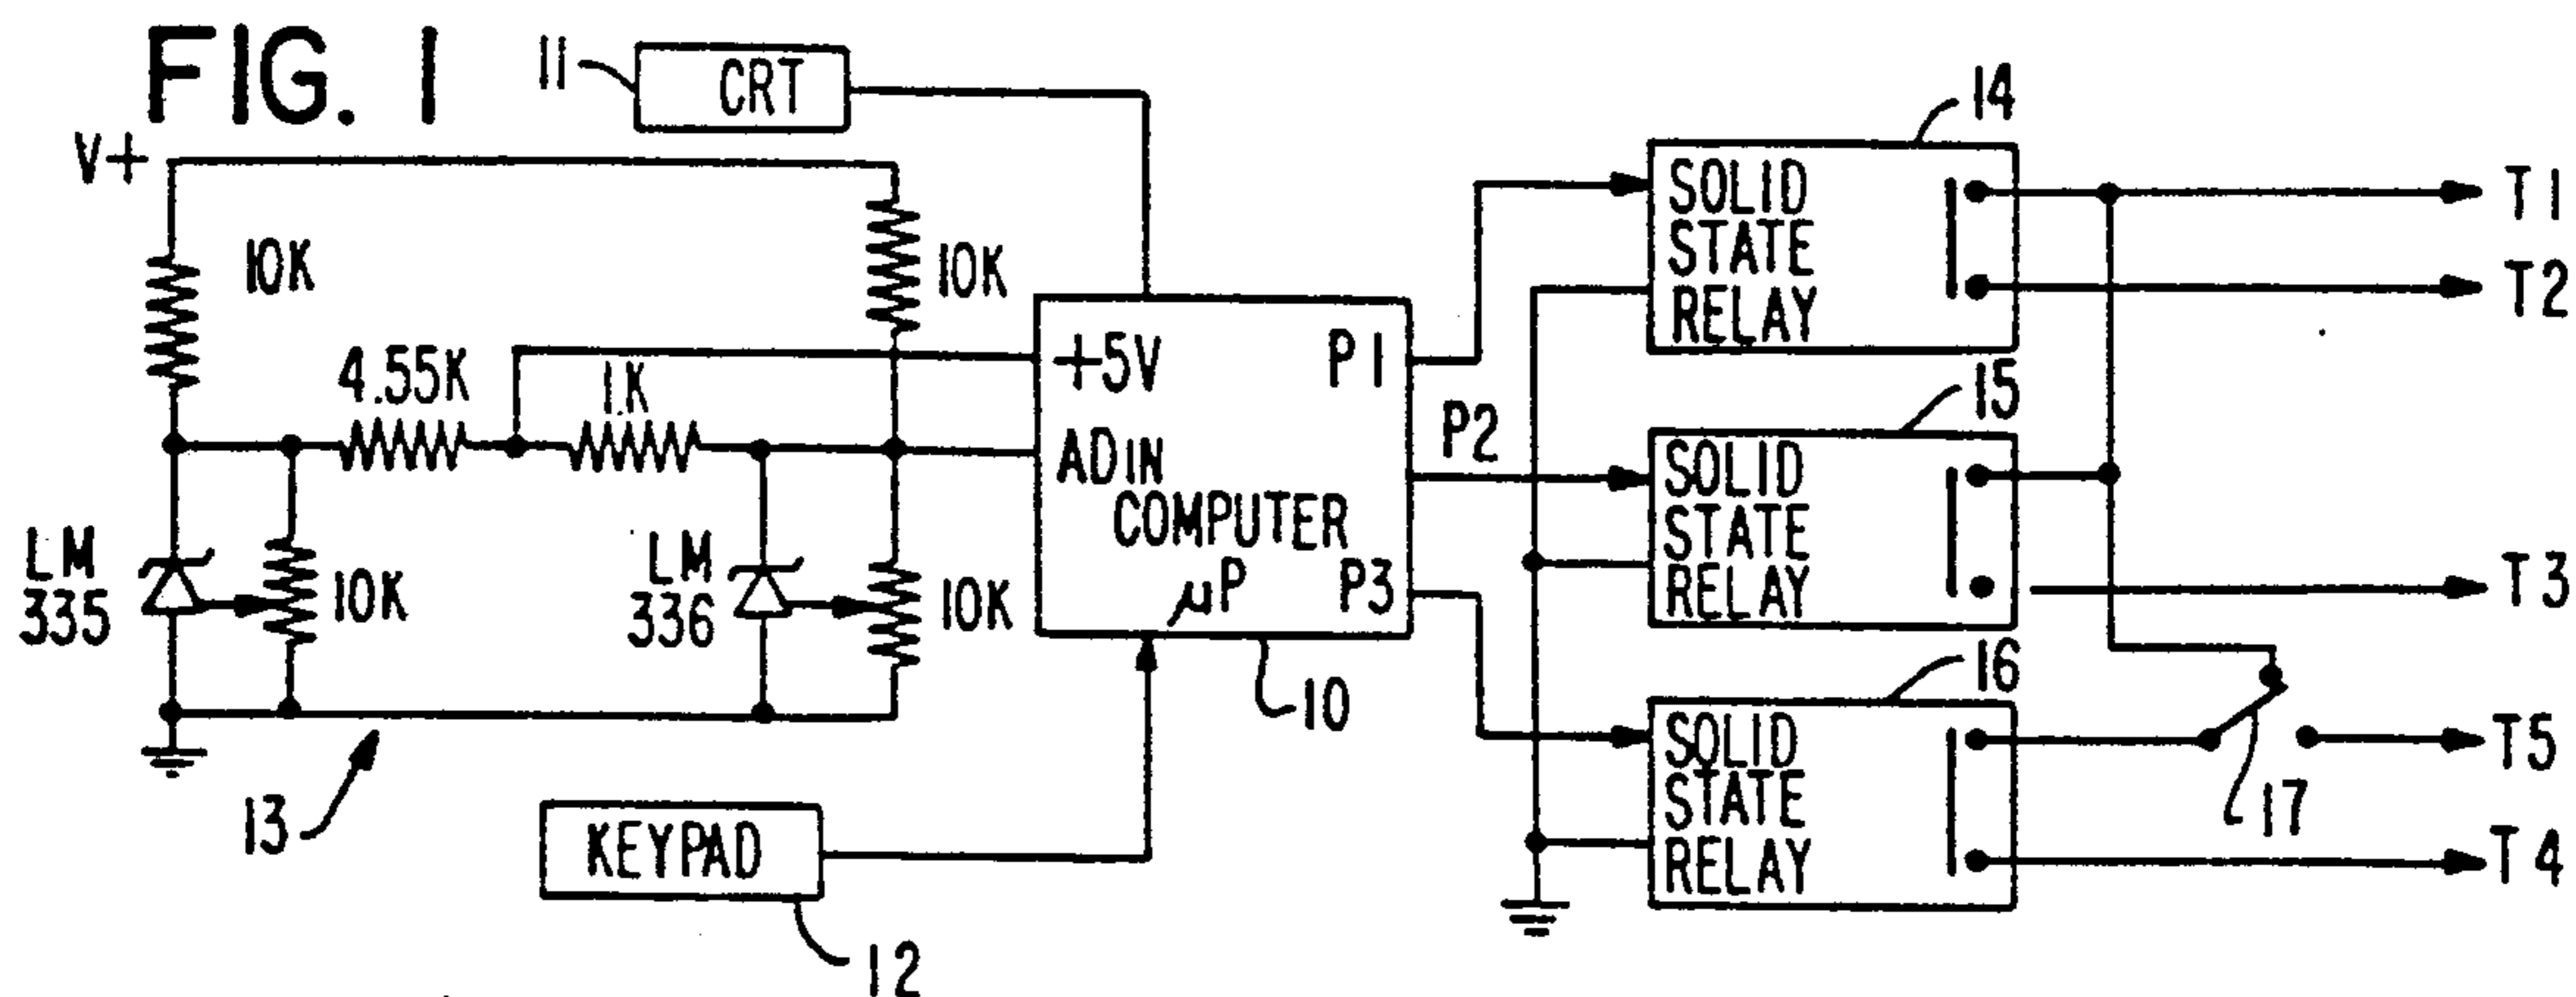 FIG. 1
11
CRT
V+
10K
10K
4.55K
1K
LM
335
10K
LM
336
10K
13
KEYPAD
12
+5V
P1
ADIN
COMPUTER
µP
P3
P2
10
14
SOLID
STATE
RELAY
15
SOLID
STATE
RELAY
16
SOLID
STATE
RELAY
17
T1
T2
T3
T5
T4